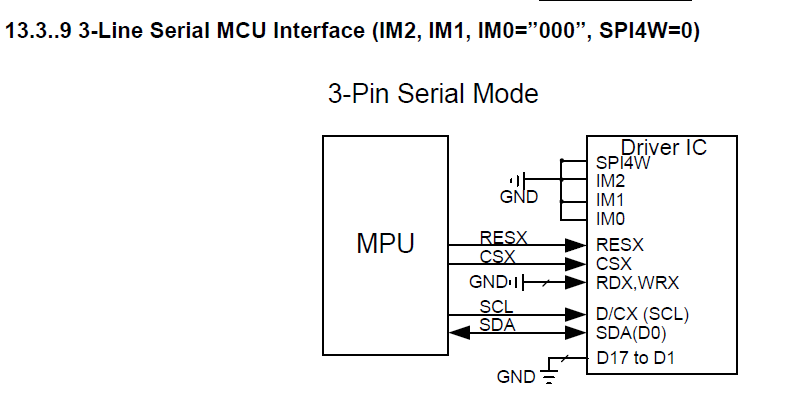 13.3..9 3-Line Serial MCU Interface (IM2, IM1, IM0=”000”, SPI4W=0)
3-Pin Serial Mode
MPU
Driver IC
SPI4W
IM2
IM1
IM0
GND
RESX
RESX
CSX
CSX
GND
RDX,WRX
SCL
D/CX (SCL)
SDA
SDA(D0)
D17 to D1
GND